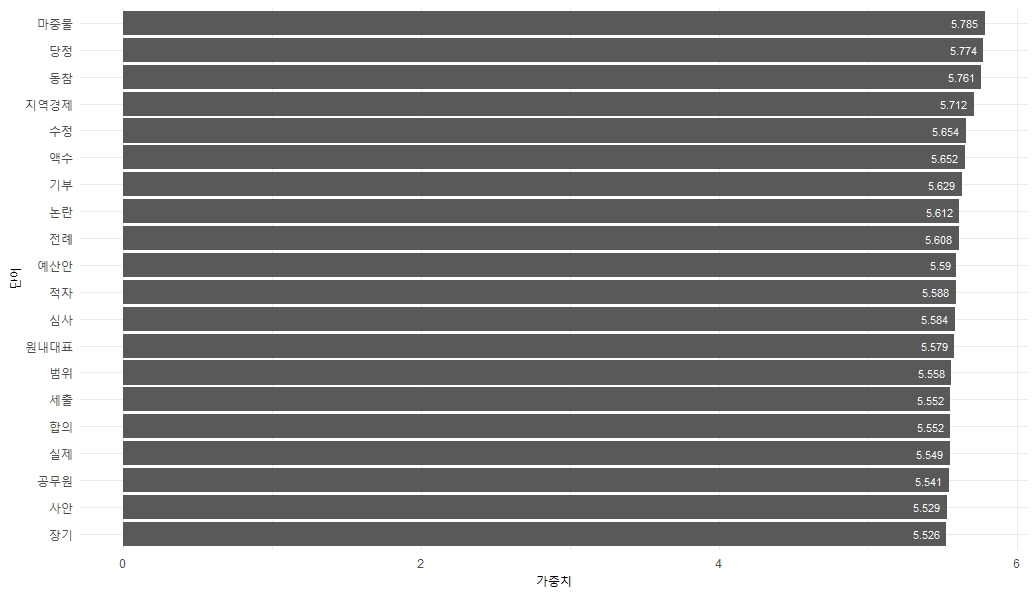 마중물 5.785
당정 5.774
동참 5.761
지역경제 5.712
수정 5.654
액수 5.652
기부 5.629
논란 5.612
전례 5.608
예산안 5.59
적자 5.588
심사 5.584
원내대표 5.579
범위 5.558
세출 5.552
합의 5.552
실제 5.549
공무원 5.541
사안 5.529
장기 5.526
단어
0 2 4 6
가중치